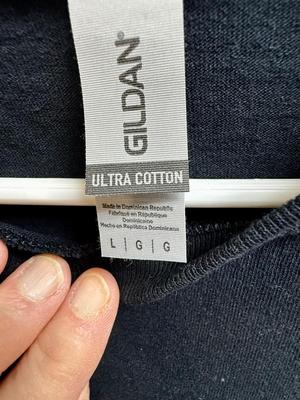 GILDAN®
ULTRA COTTON
Made in Dominican Republic
Fabriqué en République
Dominicaine
Hecho en República Dominicana
L | G | G